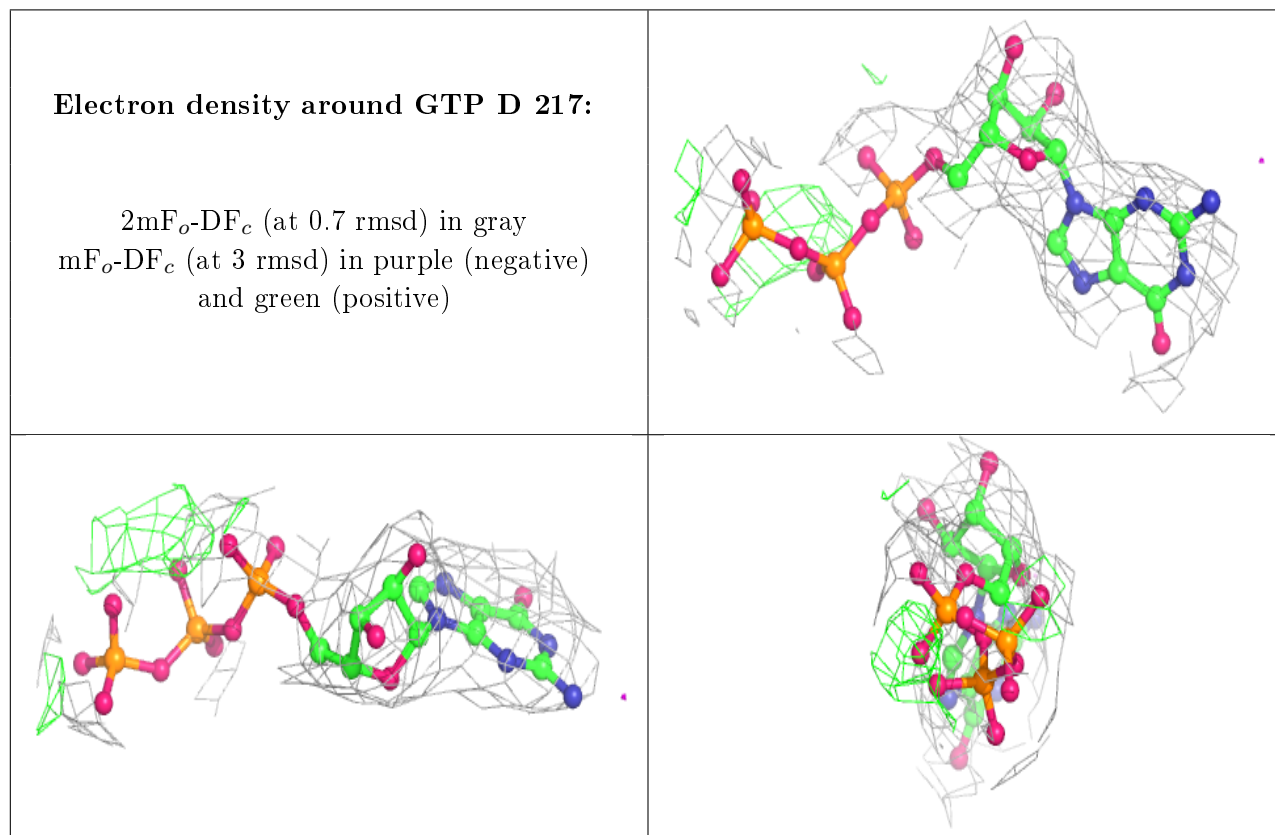 Electron density around GTP D 217:
2mFo-DFc (at 0.7 rmsd) in gray
mFo-DFc (at 3 rmsd) in purple (negative)
and green (positive)